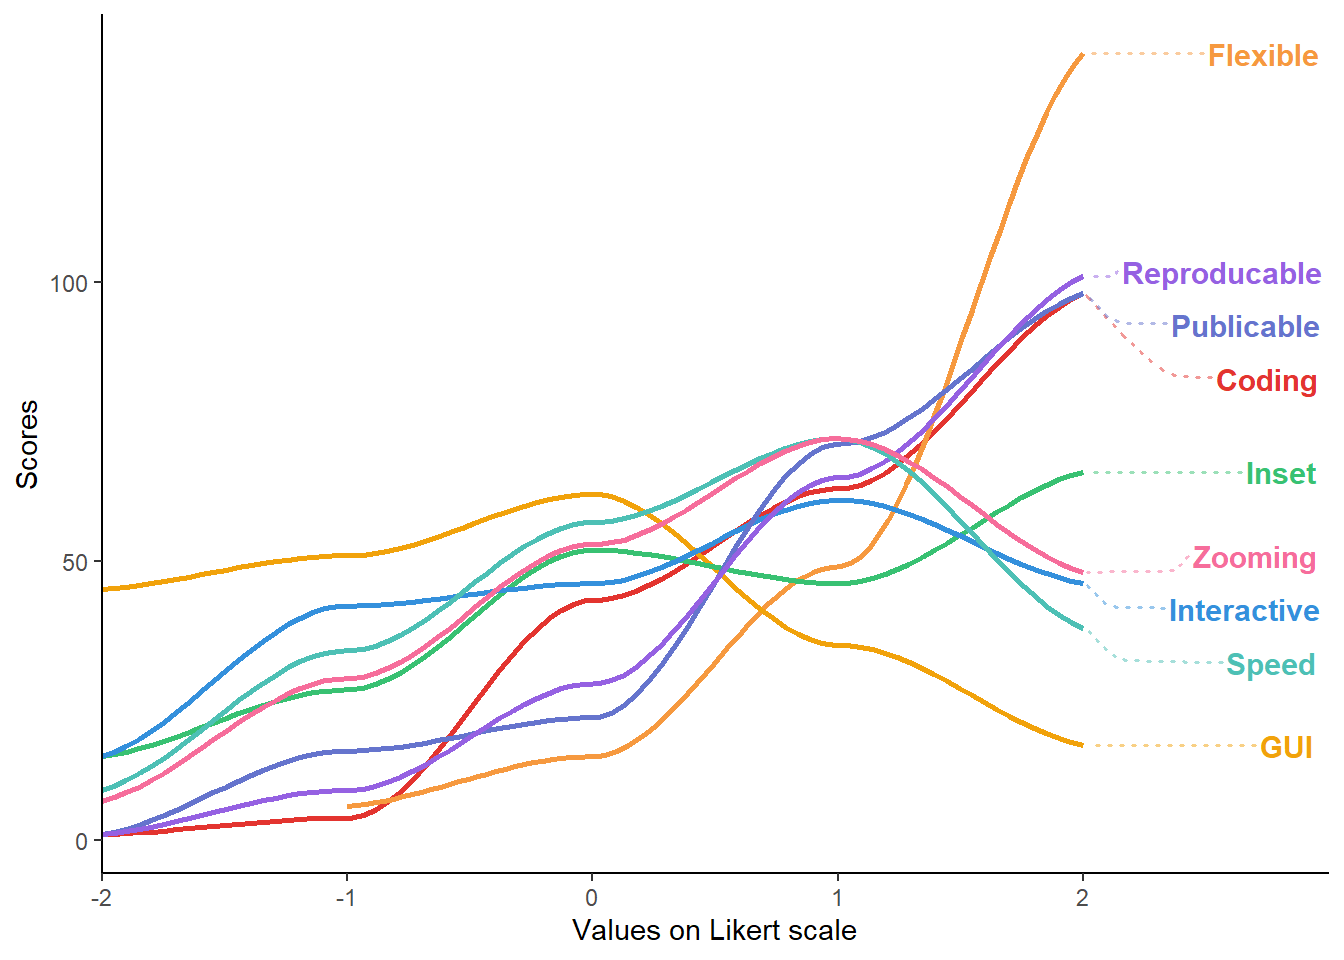 Flexible
Reproducable
Publicable
Coding
Inset
Zooming
Interactive
Speed
GUI
Scores
100
50
0
-2 -1 0 1 2
Values on Likert scale